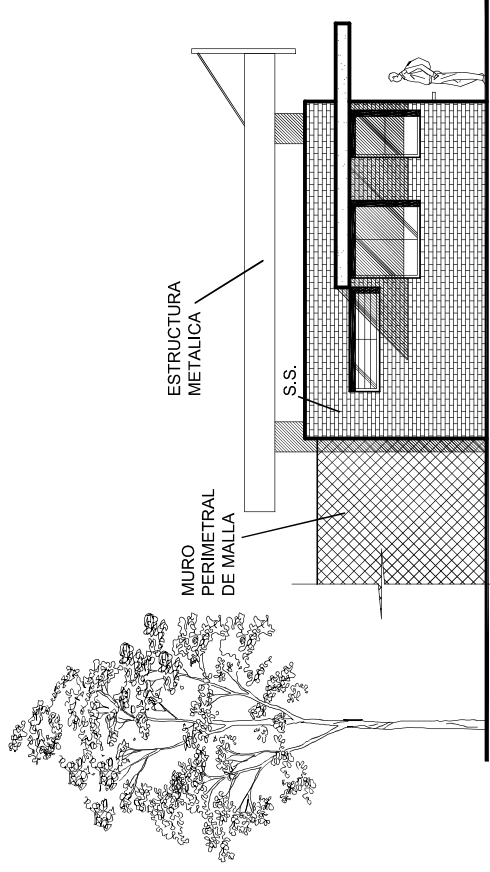 MURO
PERIMETRAL
DE MALLA
ESTRUCTURA
METALICA
S.S.